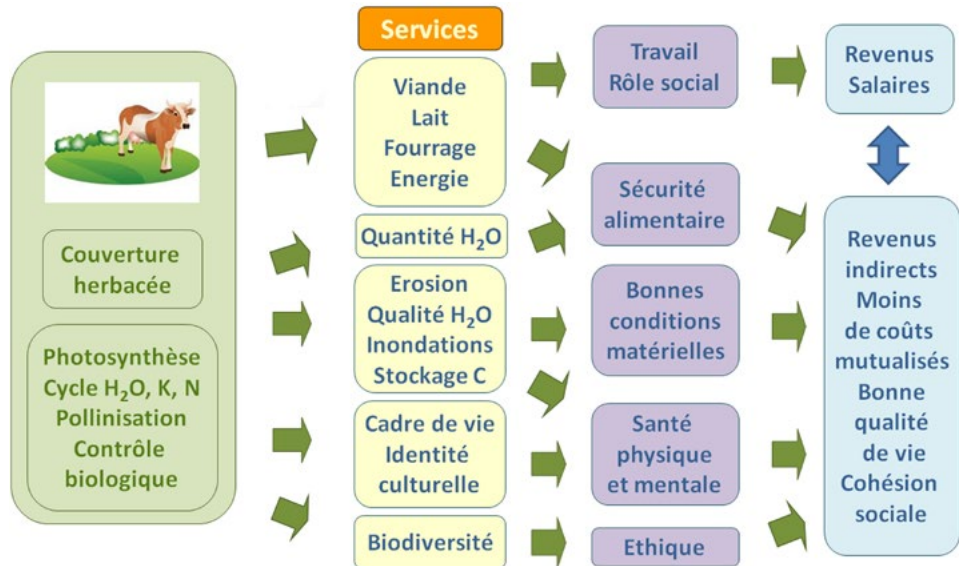 Services
Viande
Lait
Fourrage
Energie
Quantité H₂O
Erosion
Qualité H₂O
Inondations
Stockage C
Cadre de vie
Identité
culturelle
Biodiversité
Couverture
herbacée
Photosynthèse
Cycle H₂O, K, N
Pollinisation
Contrôle
biologique
Travail
Rôle social
Sécurité
alimentaire
Bonnes
conditions
matérielles
Santé
physique
et mentale
Ethique
Revenus
Salaires
Revenus
indirects
Moins
de coûts
mutualisés
Bonne
qualité
de vie
Cohésion
sociale